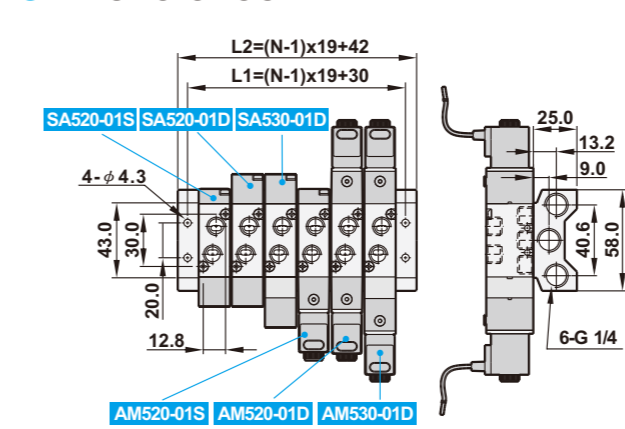 L2=(N-1)x19+42
L1=(N-1)x19+30
SA520-01S SA520-01D SA530-01D
4-φ4.3
43.0
30.0
20.0
12.8
AM520-01S AM520-01D AM530-01D
25.0
13.2
9.0
40.6
58.0
6-G 1/4